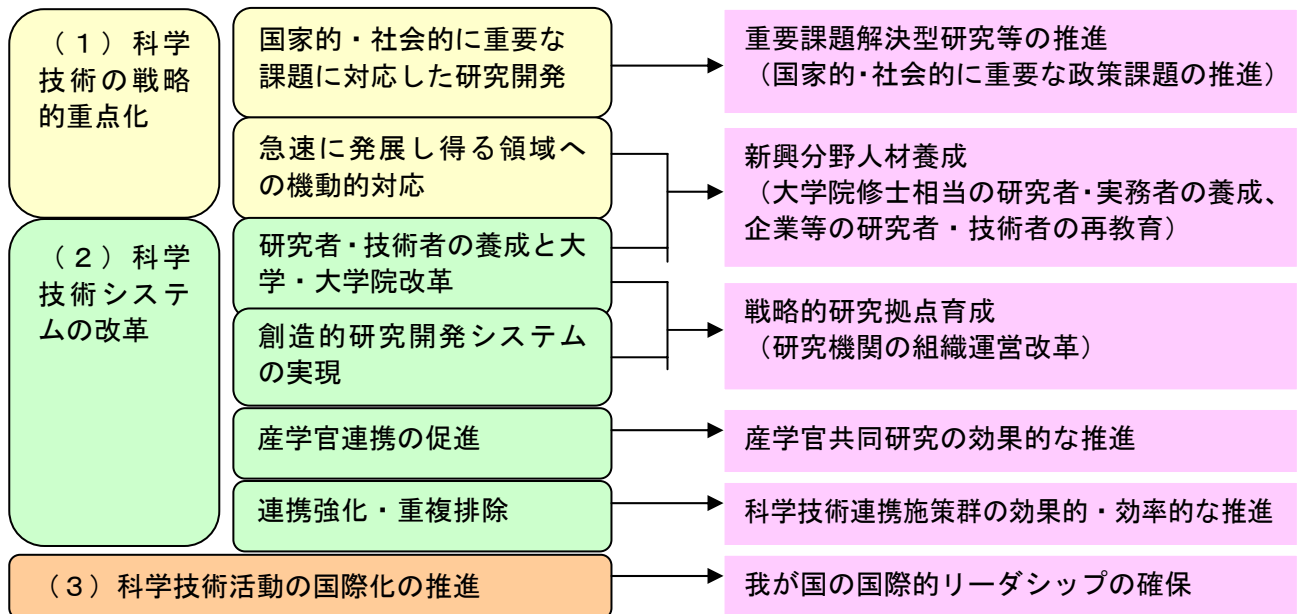 （１）科学
技術の戦略
的重点化
国家的・社会的に重要な
課題に対応した研究開発
重要課題解決型研究等の推進
（国家的･社会的に重要な政策課題の推進）
急速に発展し得る領域へ
の機動的対応
新興分野人材養成
（大学院修士相当の研究者･実務者の養成、
企業等の研究者・技術者の再教育）
（２）科学
技術システ
ムの改革
研究者・技術者の養成と大
学・大学院改革
創造的研究開発システム
の実現
戦略的研究拠点育成
（研究機関の組織運営改革）
産学官連携の促進
産学官共同研究の効果的な推進
連携強化・重複排除
科学技術連携施策群の効果的・効率的な推進
（３）科学技術活動の国際化の推進
我が国の国際的リーダシップの確保